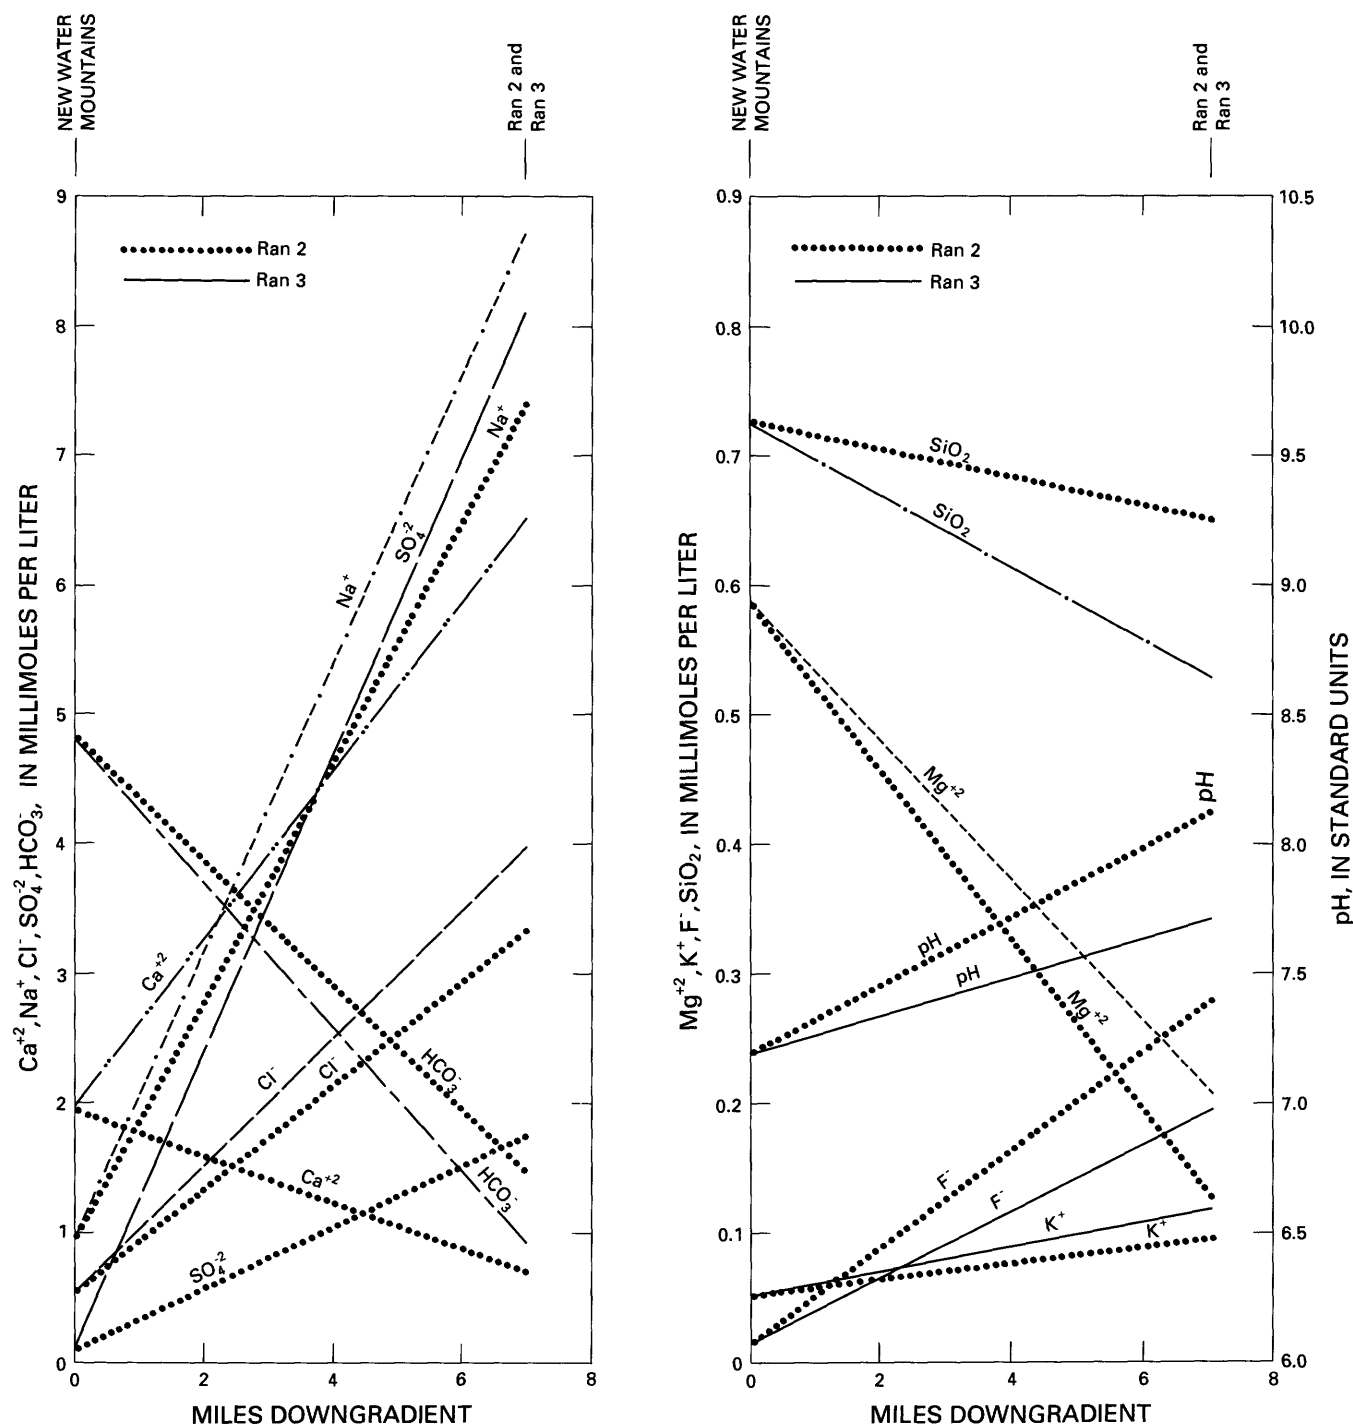 NEW WATER
MOUNTAINS
Ran 2 and
Ran 3
9
8
7
6
5
4
3
2
1
0
Ca⁺²,Na⁺,Cl⁻,SO₄⁻²,HCO₃⁻, IN MILLIMOLES PER LITER
Ran 2
Ran 3
Na⁺
SO₄⁻²
Na⁺
Ca⁺²
Cl⁻
Cl⁻
HCO₃⁻
Ca⁺²
HCO₃⁻
SO₄⁻²
0 2 4 6 8
MILES DOWNGRADIENT
NEW WATER
MOUNTAINS
Ran 2 and
Ran 3
0.9
0.8
0.7
0.6
0.5
0.4
0.3
0.2
0.1
0
Mg⁺²,K⁺,F⁻,SiO₂, IN MILLIMOLES PER LITER
Ran 2
Ran 3
SiO₂
SiO₂
Mg⁺²
pH
pH
pH
Mg⁺²
F⁻
F⁻
K⁺
K⁺
10.5
10.0
9.5
9.0
8.5
8.0
7.5
7.0
6.5
6.0
pH, IN STANDARD UNITS
0 2 4 6 8
MILES DOWNGRADIENT